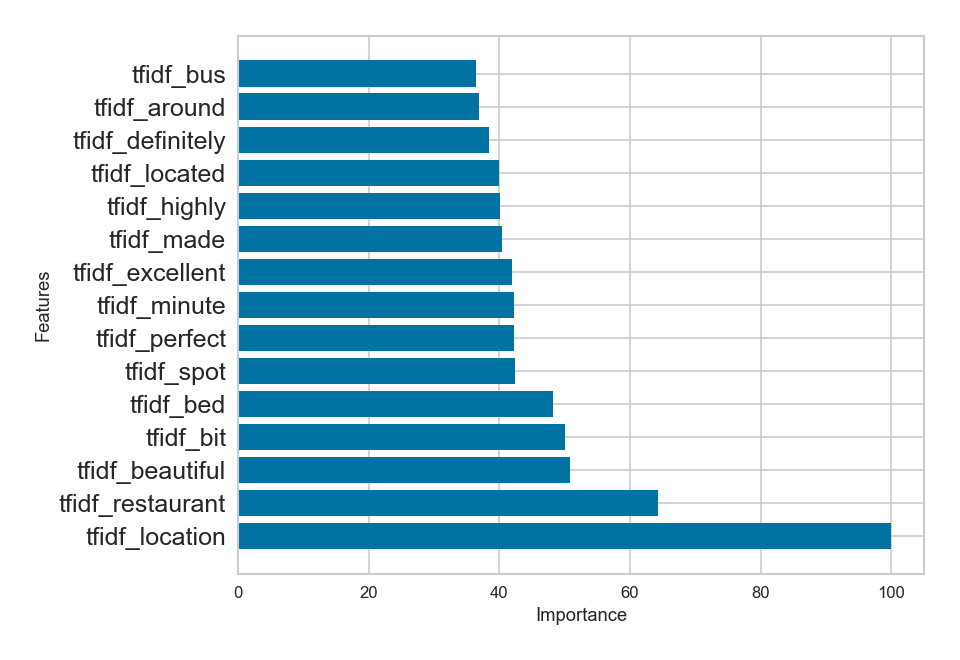 tfidf_bus
tfidf_around
tfidf_definitely
tfidf_located
tfidf_highly
tfidf_made
tfidf_excellent
tfidf_minute
tfidf_perfect
tfidf_spot
tfidf_bed
tfidf_bit
tfidf_beautiful
tfidf_restaurant
tfidf_location
Features
0 20 40 60 80 100
Importance